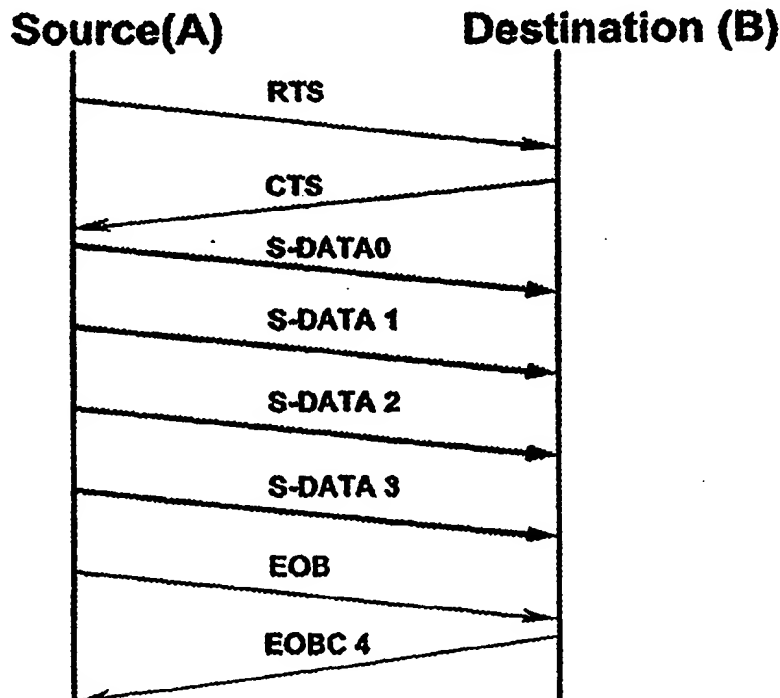 Source(A) Destination (B)
RTS
CTS
S-DATA0
S-DATA 1
S-DATA 2
S-DATA 3
EOB
EOBC 4